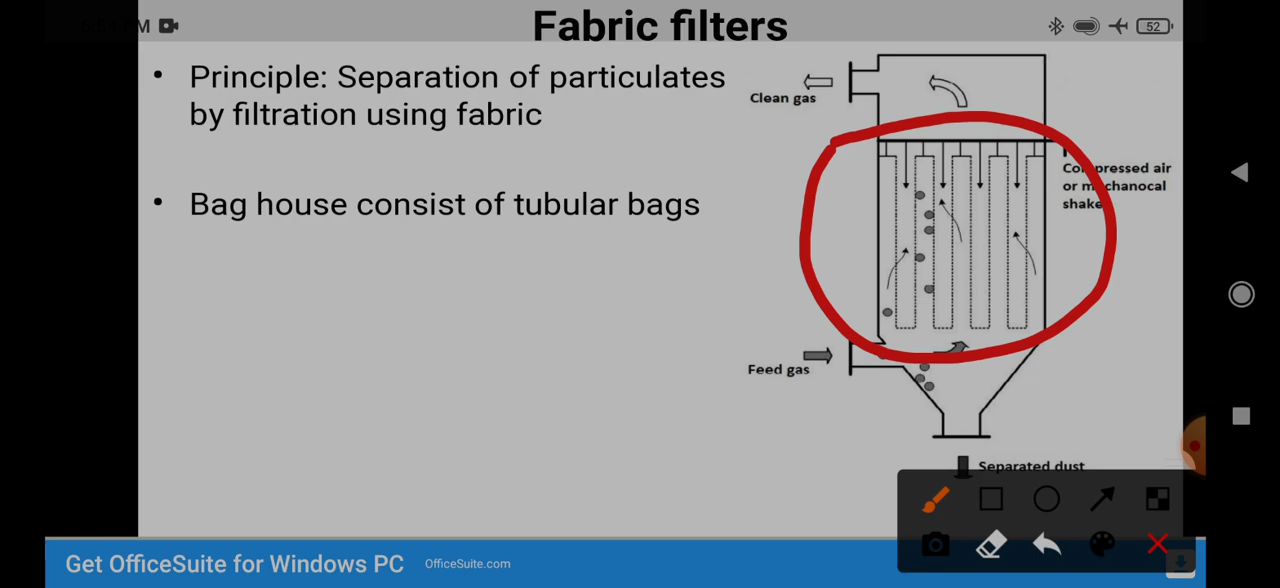 Fabric filters
52
• Principle: Separation of particulates
by filtration using fabric
• Bag house consist of tubular bags
Clean gas
Compressed air
or mechanocal
shake
Feed gas
Separated dust
Get OfficeSuite for Windows PC
OfficeSuite.com